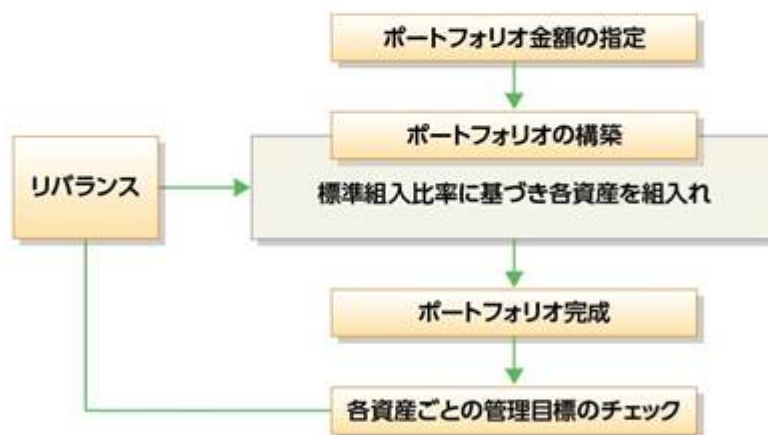 ポートフォリオ金額の指定
ポートフォリオの構築
リバランス
標準組入比率に基づき各資産を組入れ
ポートフォリオ完成
各資産ごとの管理目標のチェック